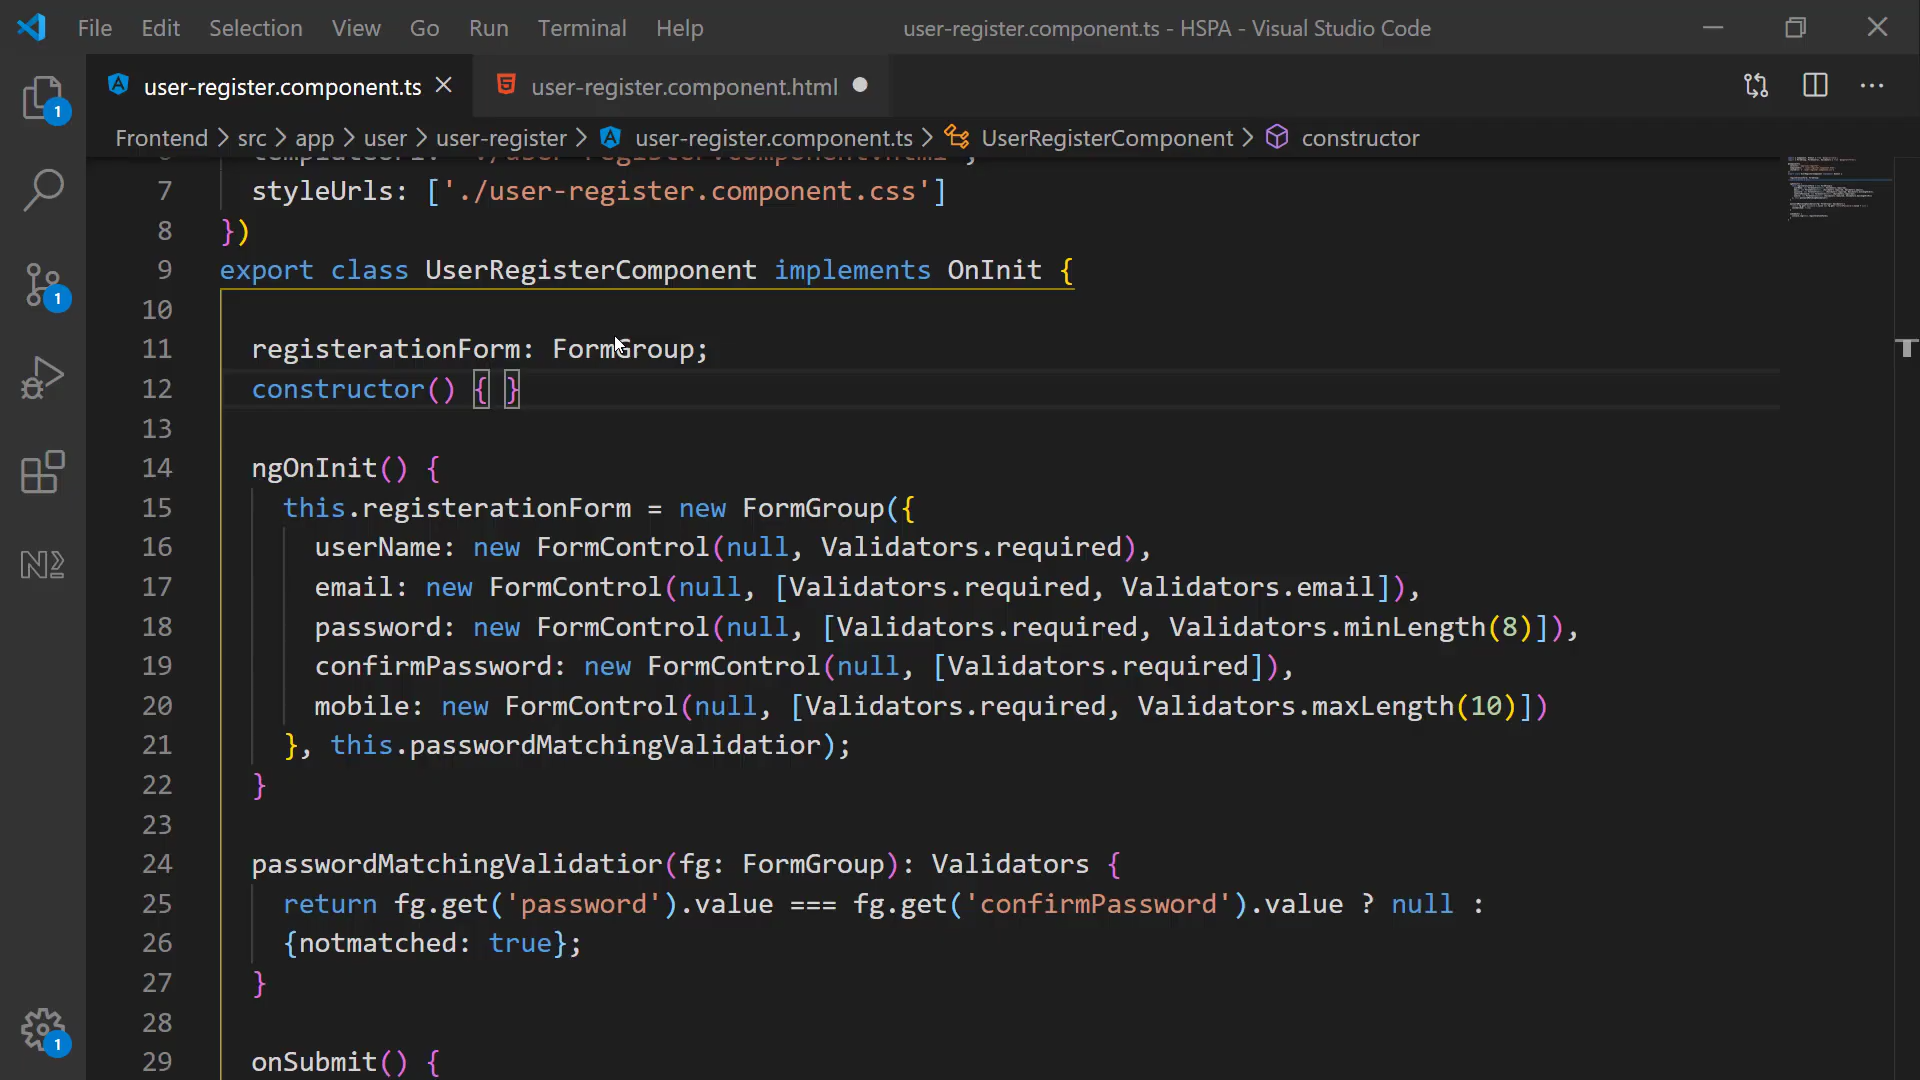 File Edit Selection View Go Run Terminal Help user-register.component.ts - HSPA - Visual Studio Code
user-register.component.ts user-register.component.html
Frontend > src > app > user > user-register > user-register.component.ts > UserRegisterComponent > constructor
7 styleUrls: ['./user-register.component.css']
8 })
9 export class UserRegisterComponent implements OnInit {
10
11 registerationForm: FormGroup;
12 constructor() { }
13
14 ngOnInit() {
15 this.registerationForm = new FormGroup({
16 userName: new FormControl(null, Validators.required),
17 email: new FormControl(null, [Validators.required, Validators.email]),
18 password: new FormControl(null, [Validators.required, Validators.minLength(8)]),
19 confirmPassword: new FormControl(null, [Validators.required]),
20 mobile: new FormControl(null, [Validators.required, Validators.maxLength(10)])
21 }, this.passwordMatchingValidatior);
22 }
23
24 passwordMatchingValidatior(fg: FormGroup): Validators {
25 return fg.get('password').value === fg.get('confirmPassword').value ? null :
26 {notmatched: true};
27 }
28
29 onSubmit() {
1
1
1